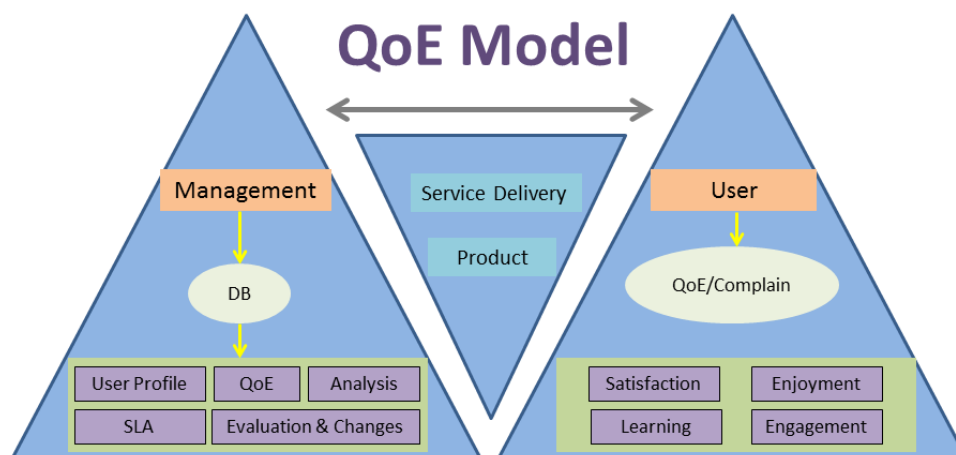 QoE Model
Management
DB
User Profile
QoE
Analysis
SLA
Evaluation & Changes
Service Delivery
Product
User
QoE/Complain
Satisfaction
Enjoyment
Learning
Engagement